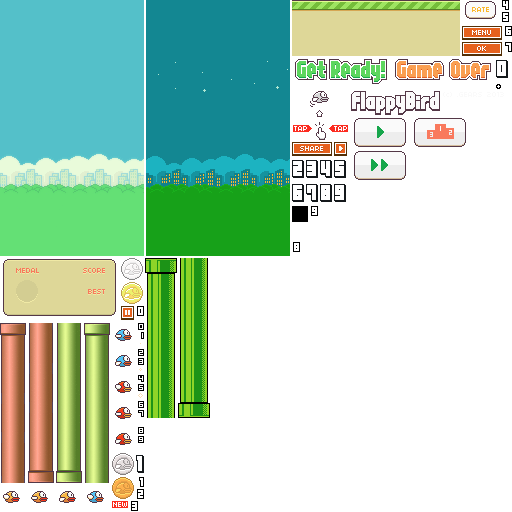 RATE
MENU
OK
Get Ready!
Game Over
FlappyBird
TAP TAP
SHARE
2345
6789
MEDAL SCORE
BEST
NEW